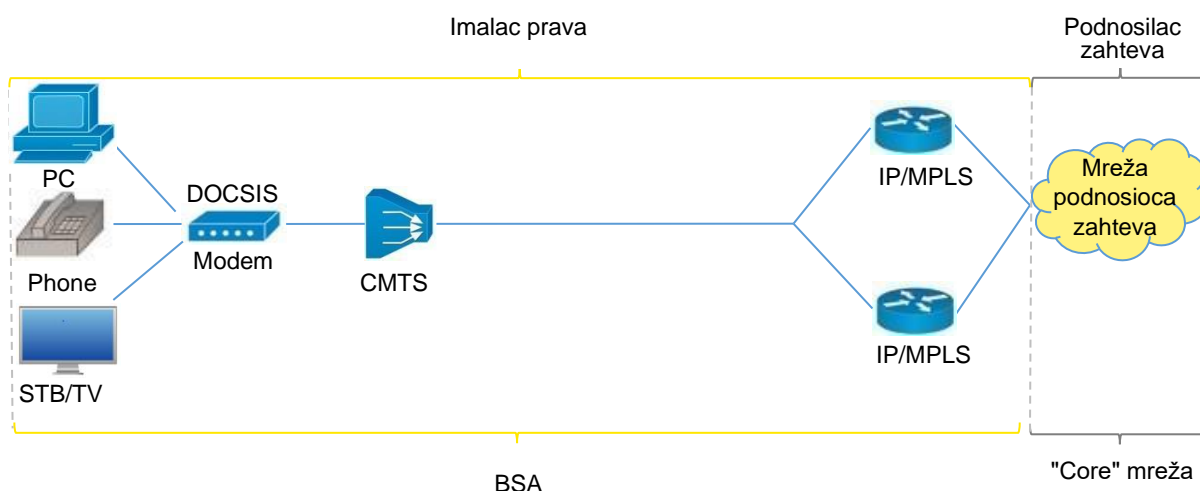 Imalac prava
Podnosilac
zahteva
PC
DOCSIS
Modem
Phone
CMTS
STB/TV
IP/MPLS
IP/MPLS
Mreža
podnosioca
zahteva
BSA
"Core" mreža